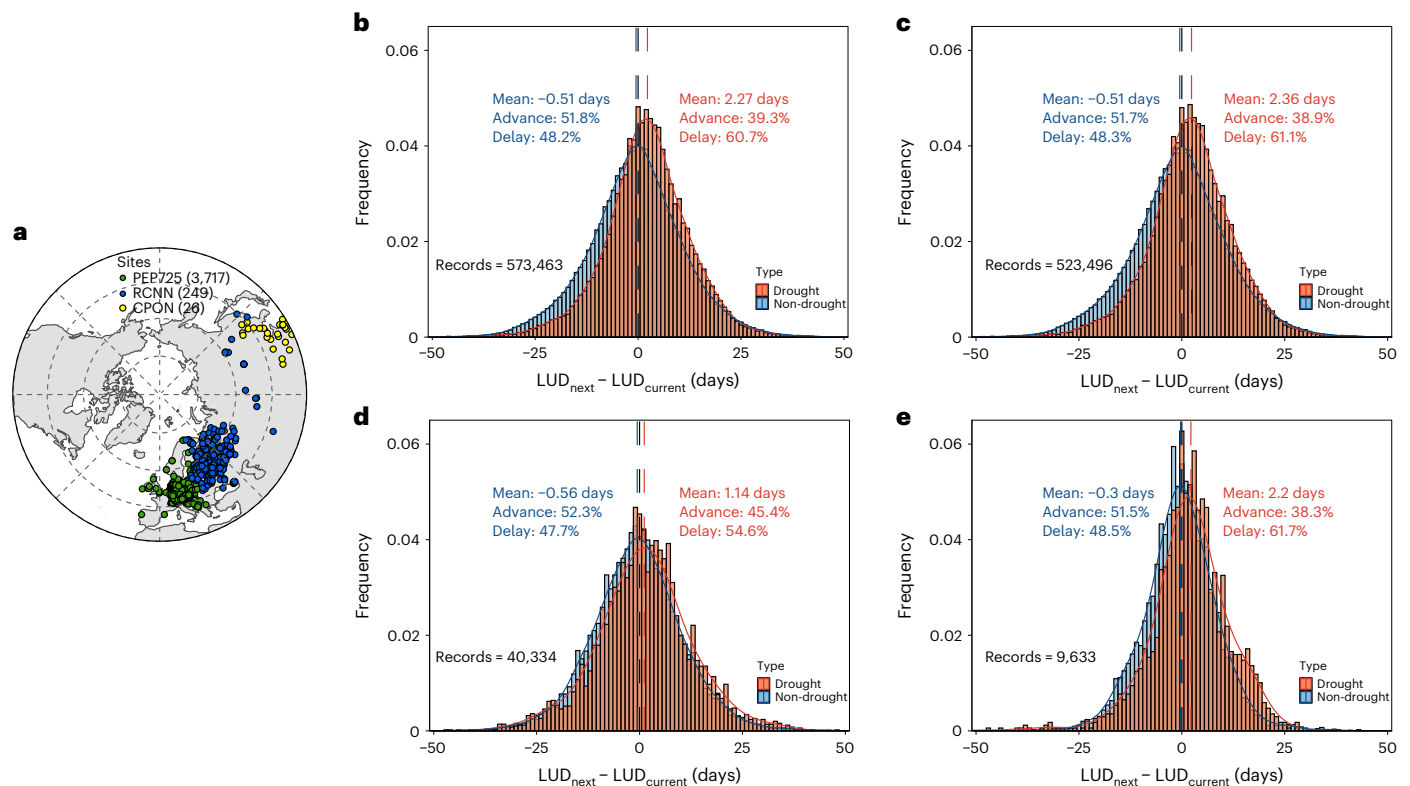 a
Sites
PEP725 (3,717)
RCNN (249)
CPON (26)
b
0.06
0.04
0.02
0
Frequency
Mean: −0.51 days
Advance: 51.8%
Delay: 48.2%
Mean: 2.27 days
Advance: 39.3%
Delay: 60.7%
Records = 573,463
Type
Drought
Non-drought
−50 −25 0 25 50
LUDnext − LUDcurrent (days)
c
0.06
0.04
0.02
0
Frequency
Mean: −0.51 days
Advance: 51.7%
Delay: 48.3%
Mean: 2.36 days
Advance: 38.9%
Delay: 61.1%
Records = 523,496
Type
Drought
Non-drought
−50 −25 0 25 50
LUDnext − LUDcurrent (days)
d
0.06
0.04
0.02
0
Frequency
Mean: −0.56 days
Advance: 52.3%
Delay: 47.7%
Mean: 1.14 days
Advance: 45.4%
Delay: 54.6%
Records = 40,334
Type
Drought
Non-drought
−50 −25 0 25 50
LUDnext − LUDcurrent (days)
e
0.06
0.04
0.02
0
Frequency
Mean: −0.3 days
Advance: 51.5%
Delay: 48.5%
Mean: 2.2 days
Advance: 38.3%
Delay: 61.7%
Records = 9,633
Type
Drought
Non-drought
−50 −25 0 25 50
LUDnext − LUDcurrent (days)